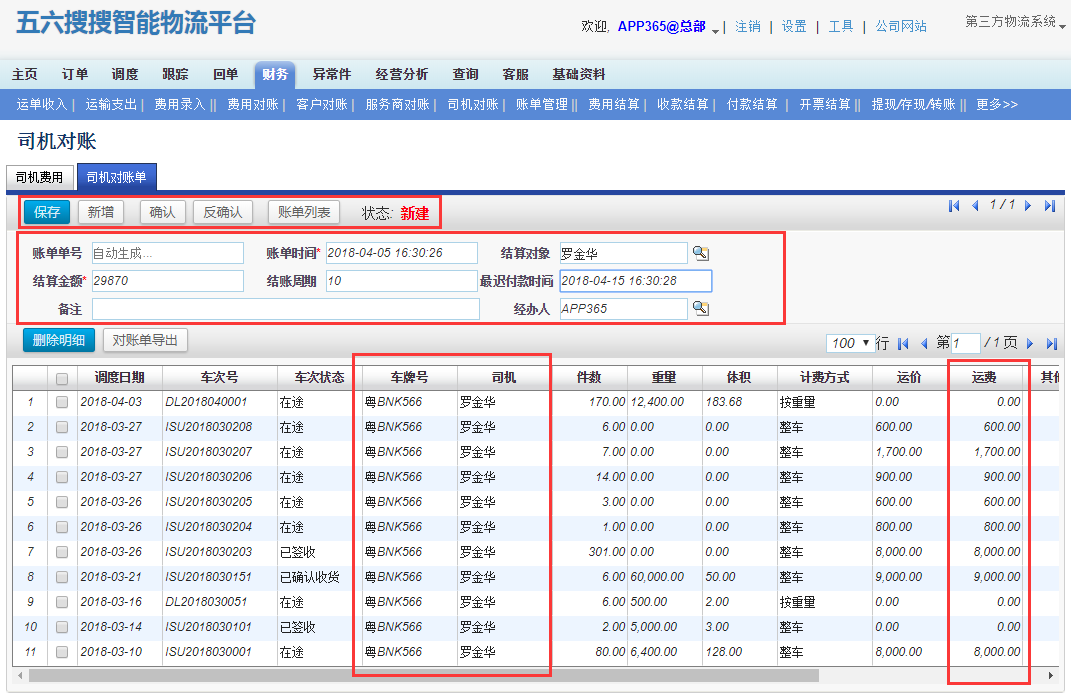 五六搜搜智能物流平台
欢迎, APP365@总部 | 注销 | 设置 | 工具 | 公司网站 第三方物流系统
主页 订单 调度 跟踪 回单 财务 异常件 经营分析 查询 客服 基础资料
运单收入 | 运输支出 | 费用录入 || 费用对账 | 客户对账 | 服务商对账 | 司机对账 | 账单管理 || 费用结算 | 收款结算 | 付款结算 | 开票结算 || 提现/存现/转账 || 更多>>
司机对账
司机费用 司机对账单
保存 新增 确认 反确认 账单列表 状态: 新建 1 / 1
账单单号 自动生成... 账单时间* 2018-04-05 16:30:26 结算对象 罗金华
结算金额* 29870 结账周期 10 最迟付款时间 2018-04-15 16:30:28
备注 经办人 APP365
删除明细 对账单导出 100 行 第 1 / 1 页
调度日期 车次号 车次状态 车牌号 司机 件数 重量 体积 计费方式 运价 运费 其他
1 2018-04-03 DL2018040001 在途 粤BNK566 罗金华 170.00 12,400.00 183.68 按重量 0.00 0.00
2 2018-03-27 ISU2018030208 在途 粤BNK566 罗金华 6.00 0.00 0.00 整车 600.00 600.00
3 2018-03-27 ISU2018030207 在途 粤BNK566 罗金华 7.00 0.00 0.00 整车 1,700.00 1,700.00
4 2018-03-27 ISU2018030206 在途 粤BNK566 罗金华 14.00 0.00 0.00 整车 900.00 900.00
5 2018-03-26 ISU2018030205 在途 粤BNK566 罗金华 3.00 0.00 0.00 整车 600.00 600.00
6 2018-03-26 ISU2018030204 在途 粤BNK566 罗金华 1.00 0.00 0.00 整车 800.00 800.00
7 2018-03-26 ISU2018030203 已签收 粤BNK566 罗金华 301.00 0.00 0.00 整车 8,000.00 8,000.00
8 2018-03-21 ISU2018030151 已确认收货 粤BNK566 罗金华 6.00 60,000.00 50.00 整车 9,000.00 9,000.00
9 2018-03-16 DL2018030051 在途 粤BNK566 罗金华 6.00 500.00 2.00 按重量 0.00 0.00
10 2018-03-14 ISU2018030101 已签收 粤BNK566 罗金华 2.00 5,000.00 3.00 整车 0.00 0.00
11 2018-03-10 ISU2018030001 在途 粤BNK566 罗金华 80.00 6,400.00 128.00 整车 8,000.00 8,000.00